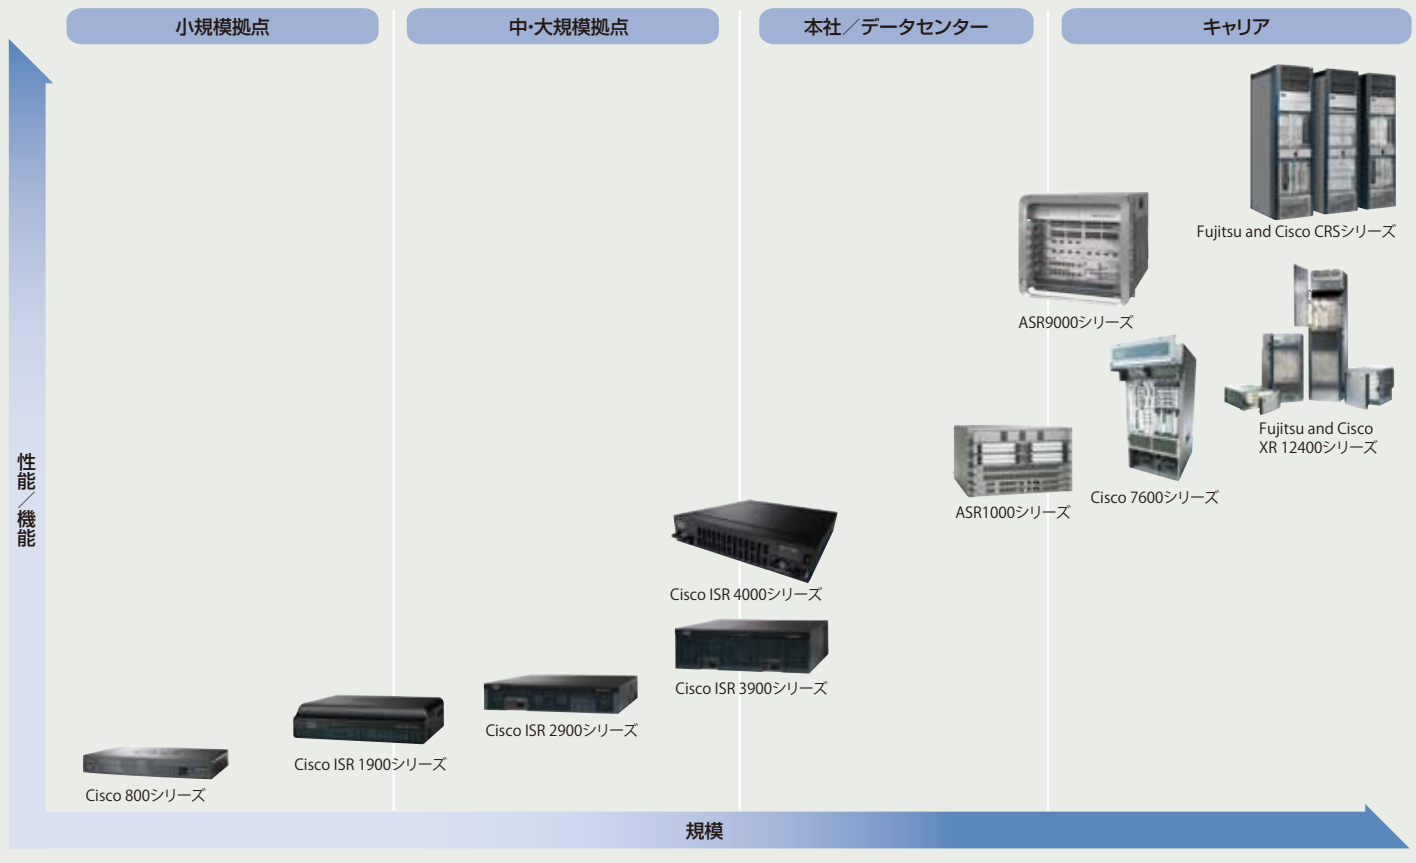 小規模拠点
中・大規模拠点
本社／データセンター
キャリア
Fujitsu and Cisco CRSシリーズ
ASR9000シリーズ
Fujitsu and Cisco
XR 12400シリーズ
Cisco 7600シリーズ
ASR1000シリーズ
Cisco ISR 4000シリーズ
Cisco ISR 3900シリーズ
Cisco ISR 2900シリーズ
Cisco ISR 1900シリーズ
Cisco 800シリーズ
性能／機能
規模